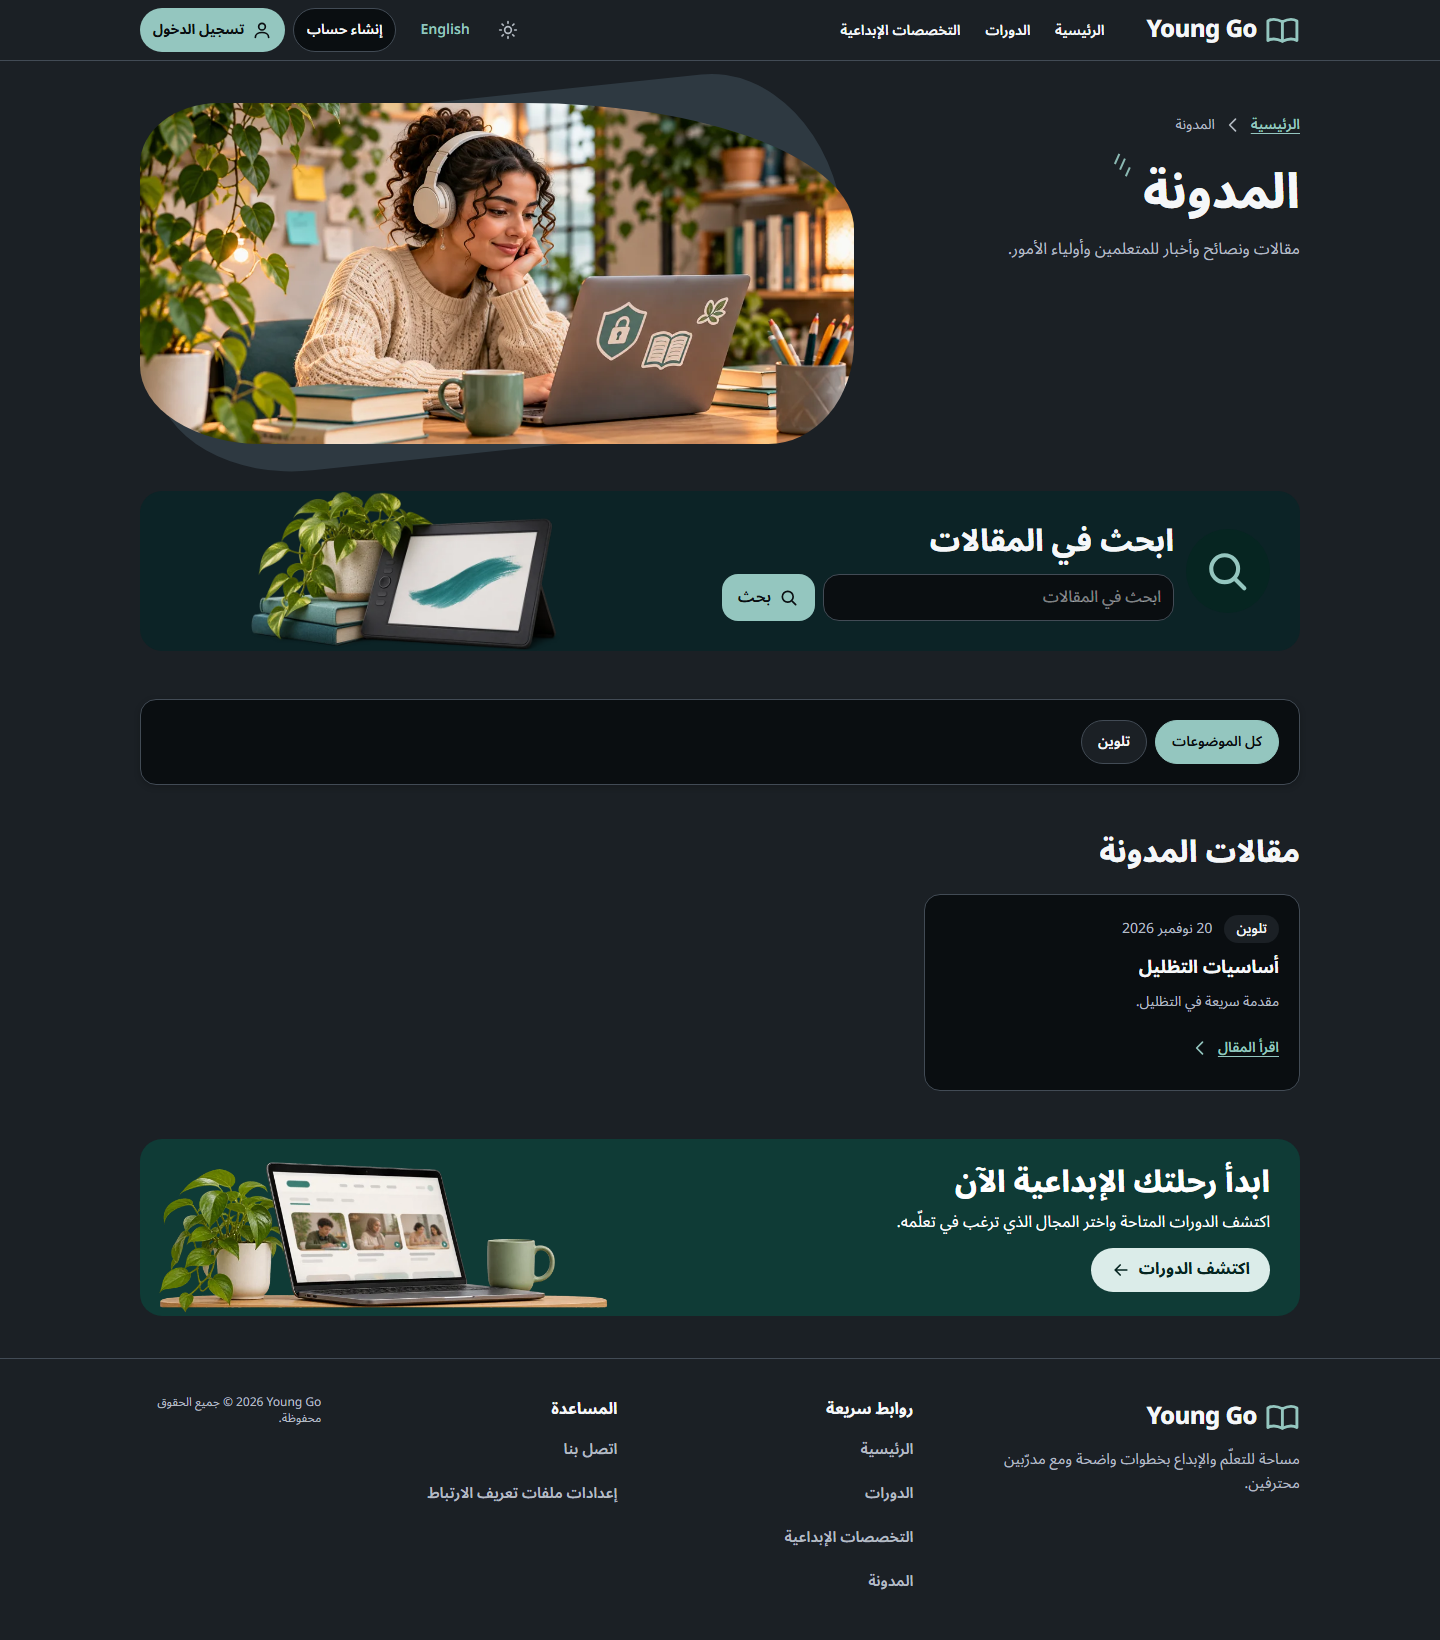 Young Go
الرئيسية
الدورات
التخصصات الإبداعية
English
إنشاء حساب
تسجيل الدخول
الرئيسية
المدونة
المدونة
مقالات ونصائح وأخبار للمتعلمين وأولياء الأمور.
ابحث في المقالات
ابحث في المقالات
بحث
كل الموضوعات
تلوين
مقالات المدونة
تلوين
20 نوفمبر 2026
أساسيات التظليل
مقدمة سريعة في التظليل.
اقرأ المقال
ابدأ رحلتك الإبداعية الآن
اكتشف الدورات المتاحة واختر المجال الذي ترغب في تعلّمه.
اكتشف الدورات
Young Go
مساحة للتعلّم والإبداع بخطوات واضحة ومع مدرّبين
محترفين.
روابط سريعة
الرئيسية
الدورات
التخصصات الإبداعية
المدونة
المساعدة
اتصل بنا
إعدادات ملفات تعريف الارتباط
Young Go 2026 © جميع الحقوق
محفوظة.